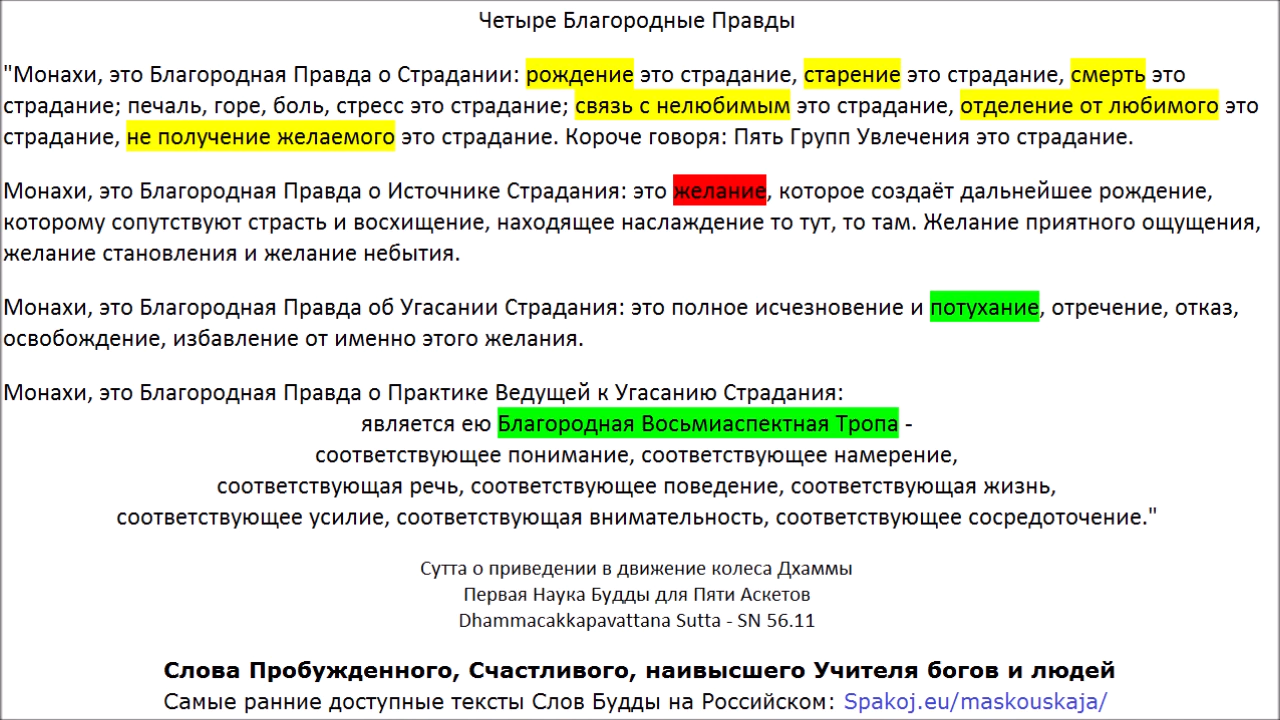 Четыре Благородные Правды
"Монахи, это Благородная Правда о Страдании: рождение это страдание, старение это страдание, смерть это
страдание; печаль, горе, боль, стресс это страдание; связь с нелюбимым это страдание, отделение от любимого это
страдание, не получение желаемого это страдание. Короче говоря: Пять Групп Увлечения это страдание.
Монахи, это Благородная Правда о Источнике Страдания: это желание, которое создаёт дальнейшее рождение,
которому сопутствуют страсть и восхищение, находящее наслаждение то тут, то там. Желание приятного ощущения,
желание становления и желание небытия.
Монахи, это Благородная Правда об Угасании Страдания: это полное исчезновение и потухание, отречение, отказ,
освобождение, избавление от именно этого желания.
Монахи, это Благородная Правда о Практике Ведущей к Угасанию Страдания:
является ею Благородная Восьмиаспектная Тропа -
соответствующее понимание, соответствующее намерение,
соответствующая речь, соответствующее поведение, соответствующая жизнь,
соответствующее усилие, соответствующая внимательность, соответствующее сосредоточение."
Сутта о приведении в движение колеса Дхаммы
Первая Наука Будды для Пяти Аскетов
Dhammacakkapavattana Sutta - SN 56.11
Слова Пробужденного, Счастливого, наивысшего Учителя богов и людей
Самые ранние доступные тексты Слов Будды на Российском: Spakoj.eu/maskouskaja/